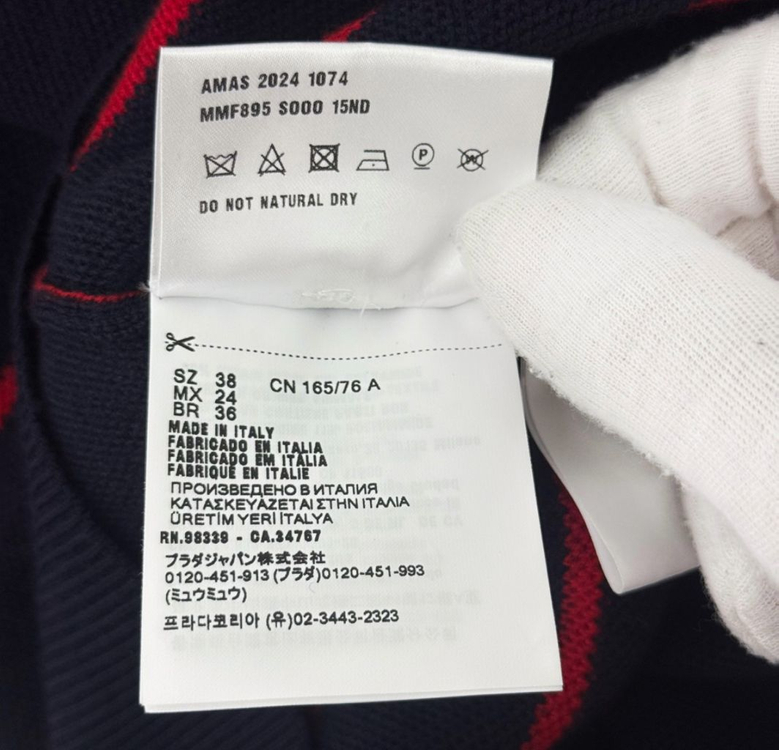 AMAS 2024 1074
MMF895 S000 15ND
P
W
DO NOT NATURAL DRY
SZ 38 CN 165/76 A
MX 24
BR 36
MADE IN ITALY
FABRICADO EN ITALIA
FABRICADO EM ITALIA
FABRIQUÉ EN ITALIE
ПРОИЗВЕДЕНО В ИТАЛИЯ
ΚΑΤΑΣΚΕΥΑΖΕΤΑΙ ΣΤΗΝ ΙΤΑΛΙΑ
ÜRETİM YERİ İTALYA
RN.98339 - CA.34767
プラダジャパン株式会社
0120-451-913 (プラダ)0120-451-993
(ミュウミュウ)
프라다코리아 (유)02-3443-2323